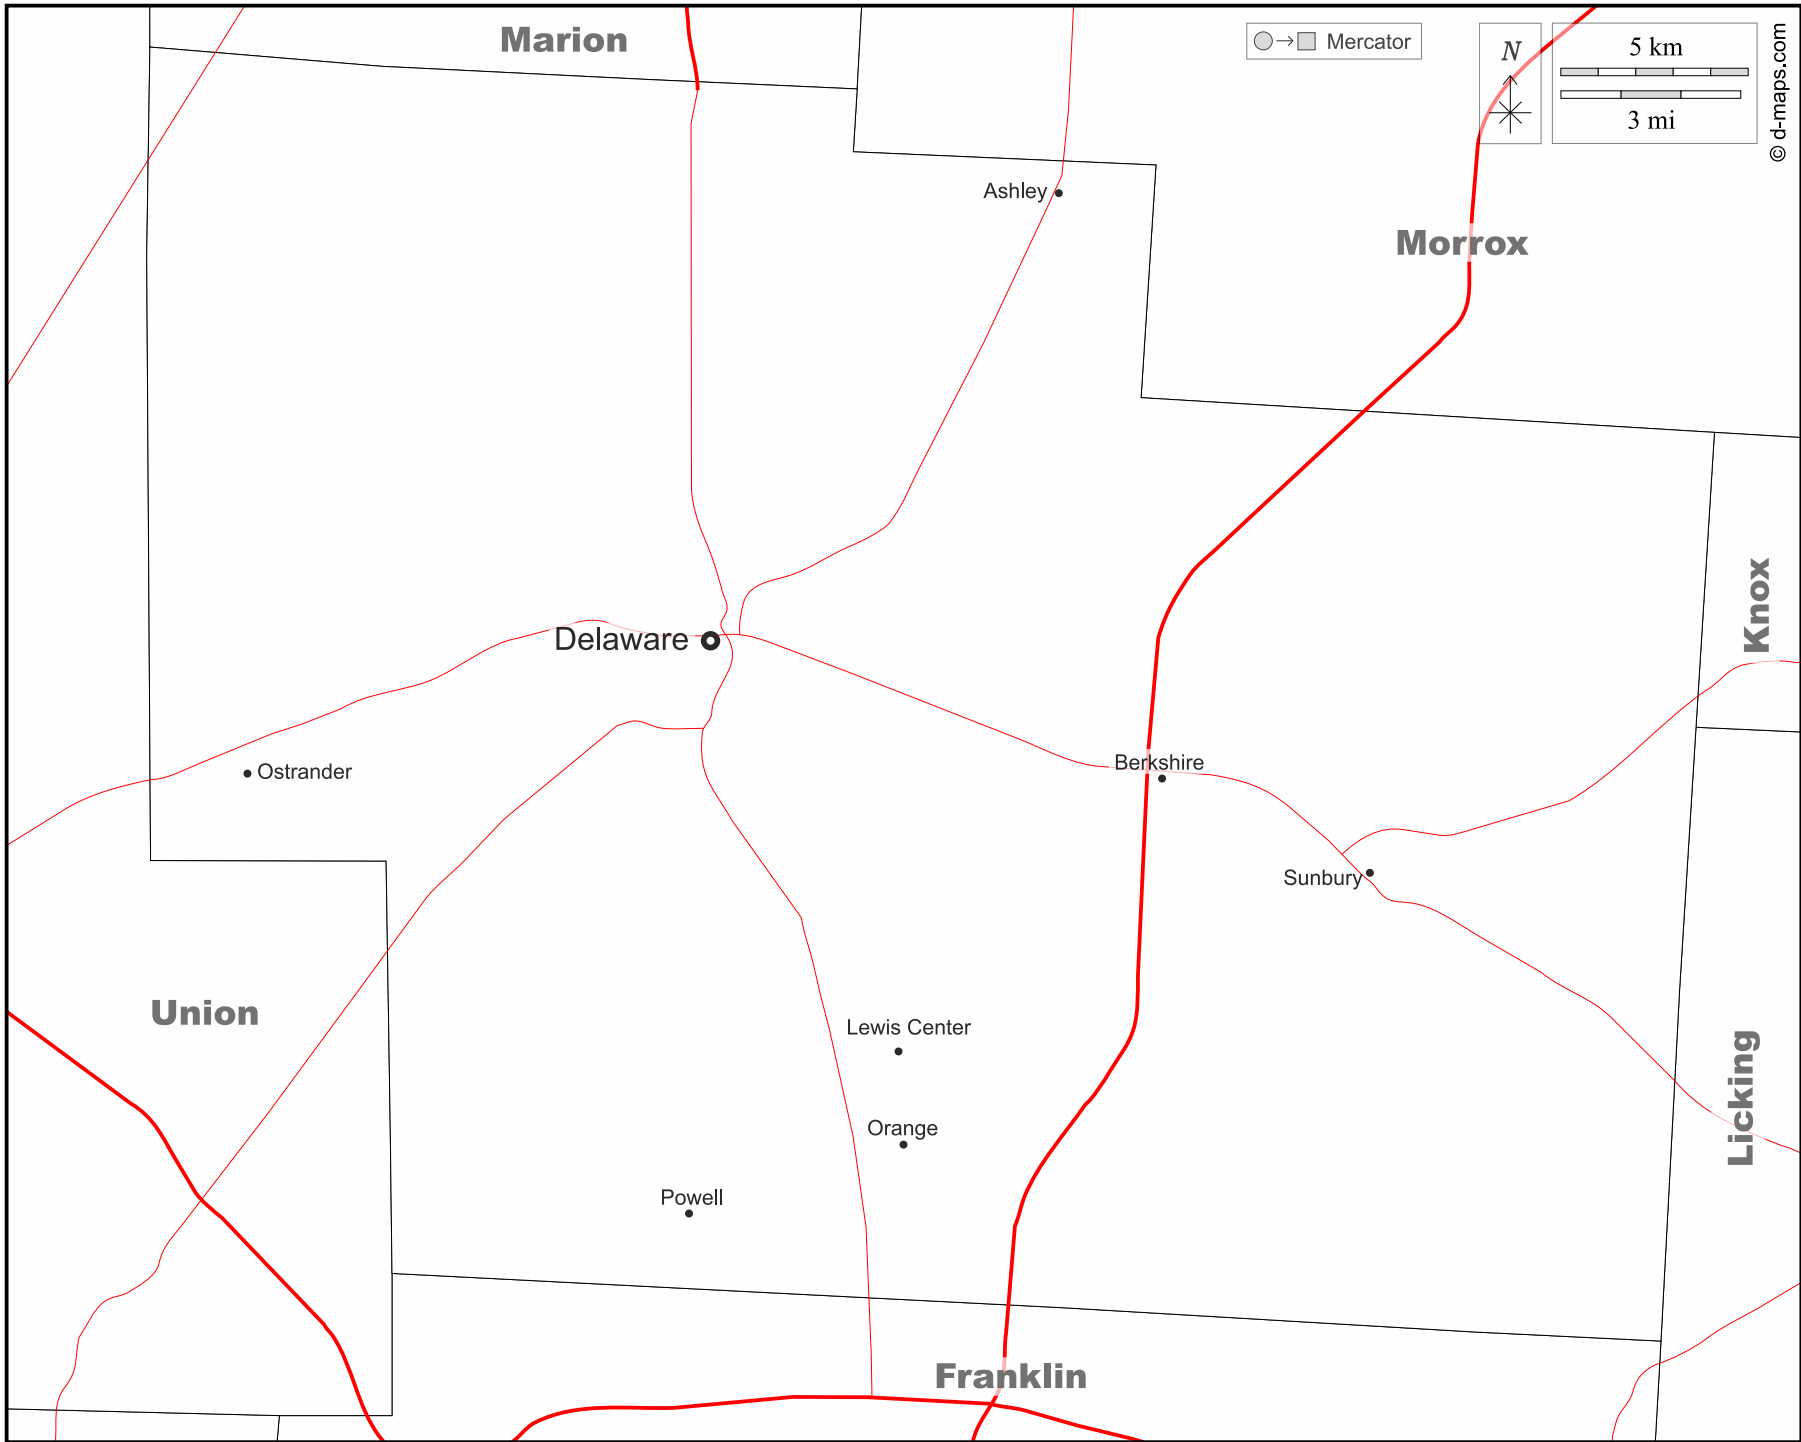 Marion
Mercator
N
5 km
3 mi
© d-maps.com
Ashley
Morrox
Knox
Delaware
Berkshire
Ostrander
Sunbury
Union
Lewis Center
Licking
Orange
Powell
Franklin